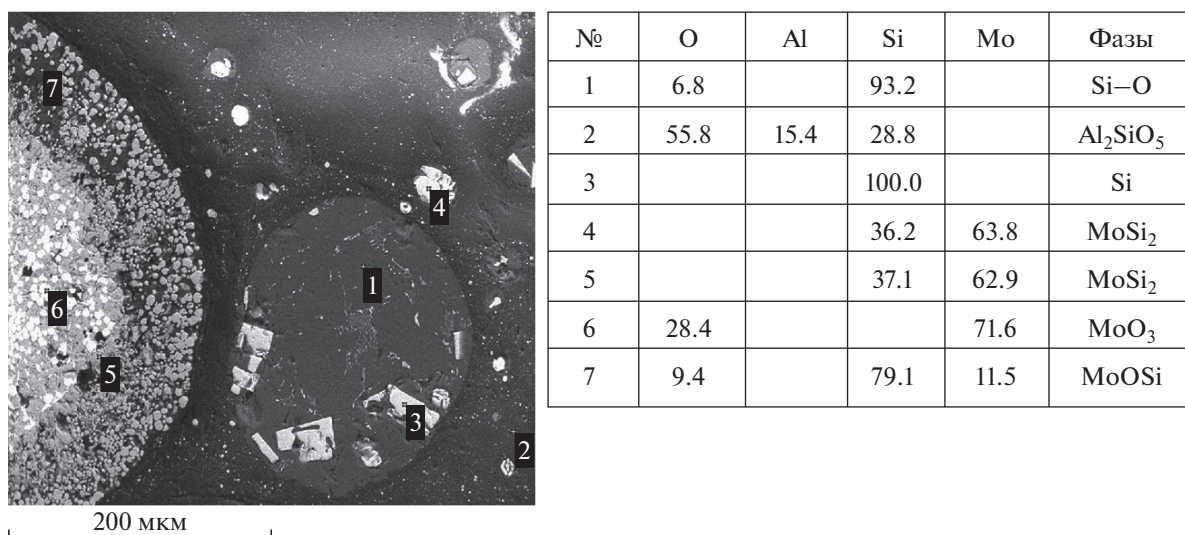 7
4
1
6
5
3
2
200 мкм
№ O Al Si Mo Фазы
1 6.8 93.2 Si–O
2 55.8 15.4 28.8 Al₂SiO₅
3 100.0 Si
4 36.2 63.8 MoSi₂
5 37.1 62.9 MoSi₂
6 28.4 71.6 MoO₃
7 9.4 79.1 11.5 MoOSi